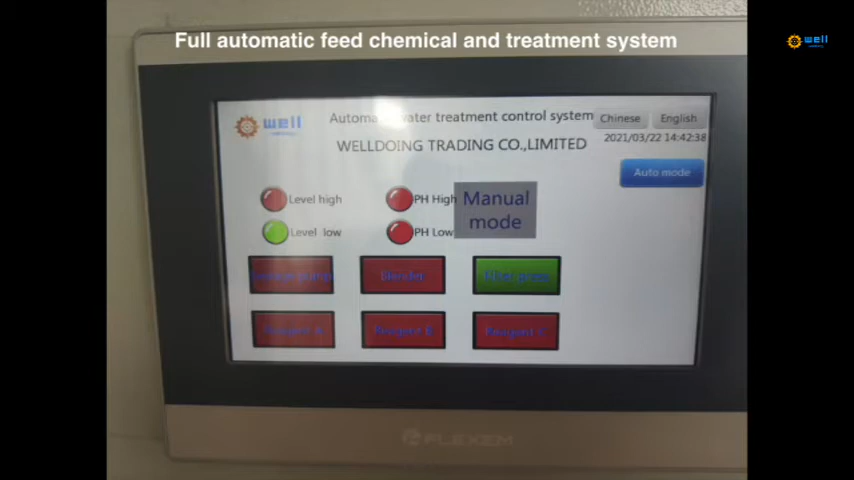 Full automatic feed chemical and treatment system
well
well
water treatment control system
Chinese
English
WELLDOING TRADING CO.,LIMITED
2021/03/22 14:42:38
Auto mode
Level high
PH High
Manual mode
Level low
PH Low
Blender
Reagent B
FLEXEM